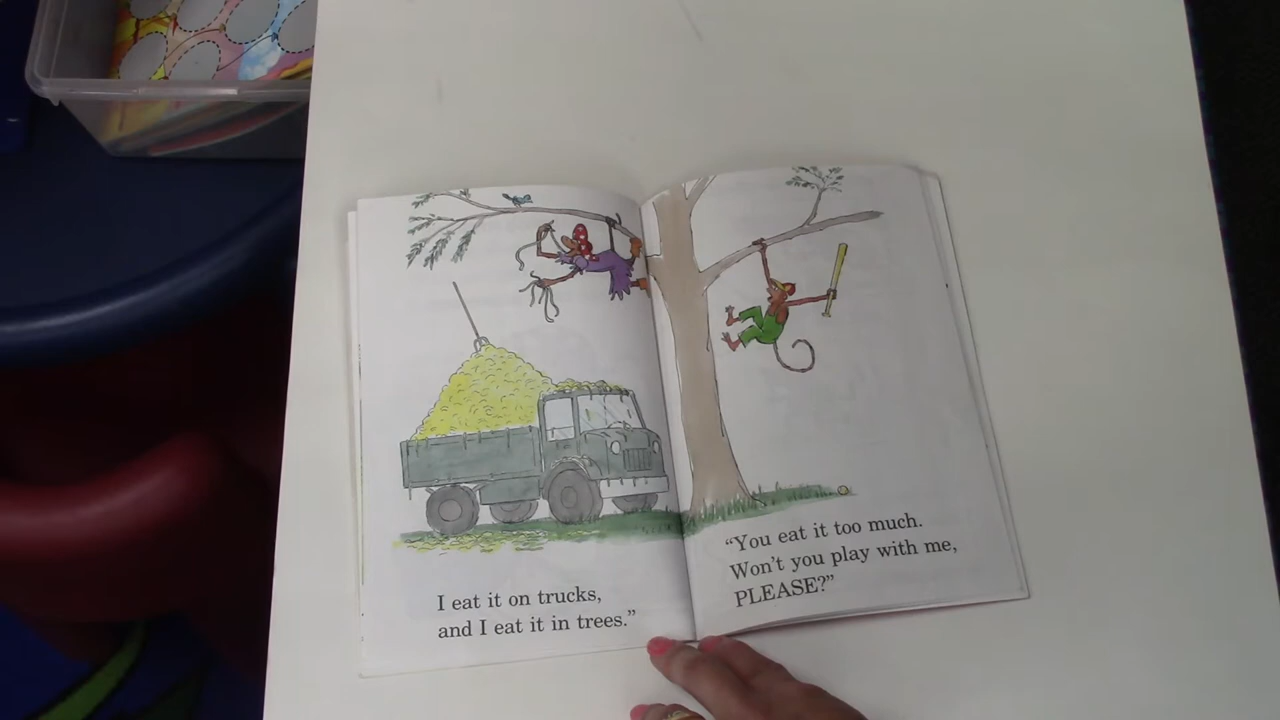 I eat it on trucks,
and I eat it in trees.”
“You eat it too much.
Won't you play with me,
PLEASE?”